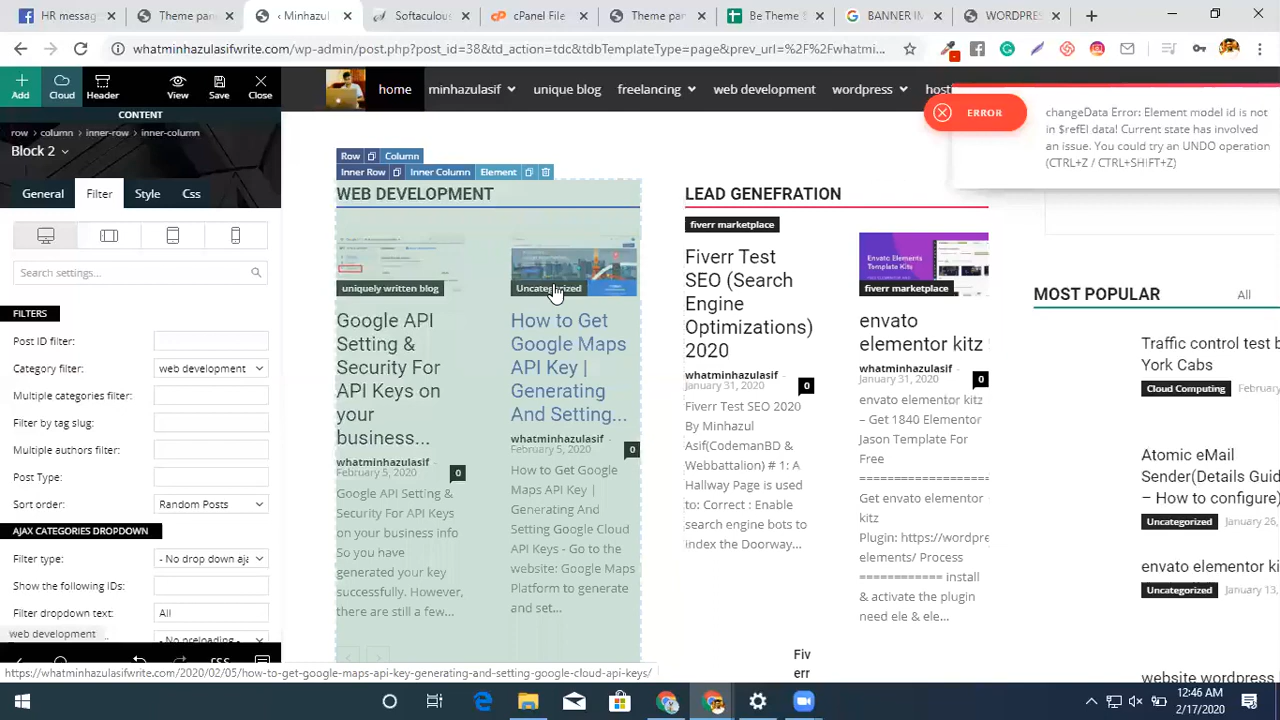 HR message
Theme pane
‹ Minhazul
Softaculous
cPanel File
Theme pan
Be Theme
BANNER IN
WORDPRES
whatminhazulasifwrite.com/wp-admin/post.php?post_id=38&td_action=tdc&tdbTemplateType=page&prev_url=%2F%2Fwhatmi...
Add
Cloud
Header
View
Save
Close
CONTENT
row
column
inner-row
inner-column
Block 2
General
Filter
Style
Css
Search settings...
FILTERS
Post ID filter:
Category filter:
web development
Multiple categories filter:
Filter by tag slug:
Multiple authors filter:
Post Type:
Sort order:
Random Posts
AJAX CATEGORIES DROPDOWN
Filter type:
- No drop down aj
Show the following IDs:
Filter dropdown text:
All
web development
- No preloading -
home
minhazulasif
unique blog
freelancing
web development
wordpress
host
ERROR
changeData Error: Element model id is not
in $refEl data! Current state has involved
an issue. You could try an UNDO operation
(CTRL+Z / CTRL+SHIFT+Z)
Row
Column
Inner Row
Inner Column
Element
WEB DEVELOPMENT
uniquely written blog
Google API
Setting &
Security For
API Keys on
your
business...
whatminhazulasif -
February 5, 2020
0
Google API Setting &
Security For API Keys
on your business info
So you have
generated your key
successfully. However,
there are still a few...
Uncategorized
How to Get
Google Maps
API Key |
Generating
And Setting...
whatminhazulasif -
February 5, 2020
0
How to Get Google
Maps API Key |
Generating And
Setting Google Cloud
API Keys - Go to the
website: Google Maps
Platform to generate
and set...
LEAD GENEFRATION
fiverr marketplace
Fiverr Test
SEO (Search
Engine
Optimizations)
2020
whatminhazulasif -
January 31, 2020
0
Fiverr Test SEO 2020
By Minhazul
Asif(CodemanBD &
Webbattalion) # 1: A
Hallway Page is used
to: Correct : Enable
search engine bots to
index the Doorway...
Envato Elements
Template Kits
fiverr marketplace
envato
elementor kitz
whatminhazulasif -
January 31, 2020
0
envato elementor kitz
– Get 1840 Elementor
Jason Template For
Free
====================
Get envato elementor
kitz
Plugin: https://wordpre
elements/ Process
============ install
& activate the plugin
need ele & ele...
Fiv
err
MOST POPULAR
All
Traffic control test b
York Cabs
Cloud Computing
February
Atomic eMail
Sender(Details Guid
– How to configure)
Uncategorized
January 26,
envato elementor ki
Uncategorized
January 13,
website wordpress
https://whatminhazulasifwrite.com/2020/02/05/how-to-get-google-maps-api-key-generating-and-setting-google-cloud-api-keys/
12:46 AM
2/17/2020